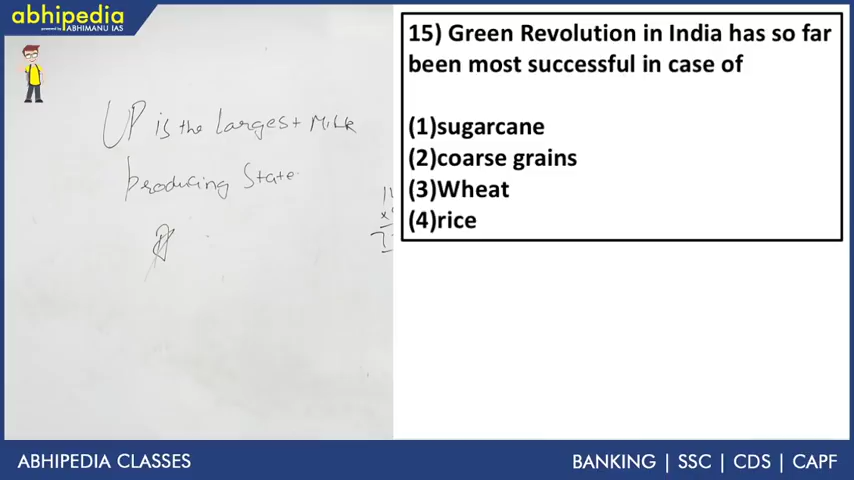 abhipedia
powered by ABHIMANU IAS
UP is the Largest Milk
producing State
15) Green Revolution in India has so far
been most successful in case of
(1)sugarcane
(2)coarse grains
(3)Wheat
(4)rice
ABHIPEDIA CLASSES
BANKING | SSC | CDS | CAPF